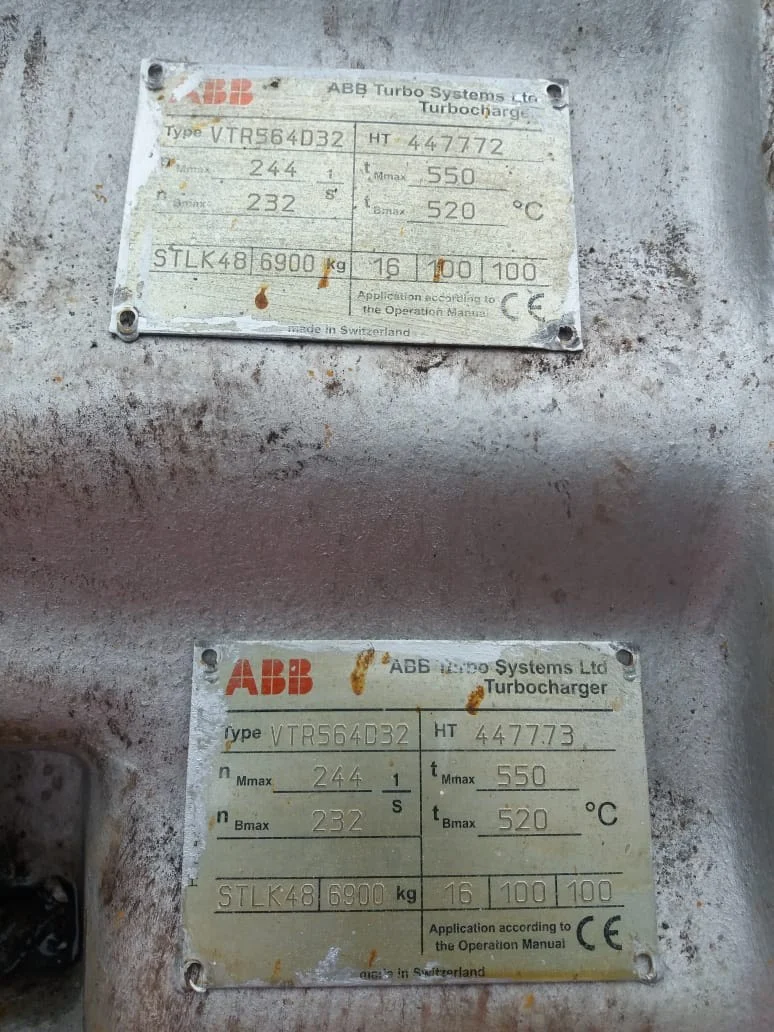 ABB
ABB Turbo Systems Ltd
Turbocharger
Type VTR564D32 HT 447772
n Mmax 244 1/S t Mmax 550
n Bmax 232 t Bmax 520 °C
STLK48 6900 kg 16 100 100
Application according to
the Operation Manual CE
made in Switzerland
ABB
ABB Turbo Systems Ltd
Turbocharger
Type VTR564D32 HT 447773
n Mmax 244 1/S t Mmax 550
n Bmax 232 t Bmax 520 °C
STLK48 6900 kg 16 100 100
Application according to
the Operation Manual CE
made in Switzerland